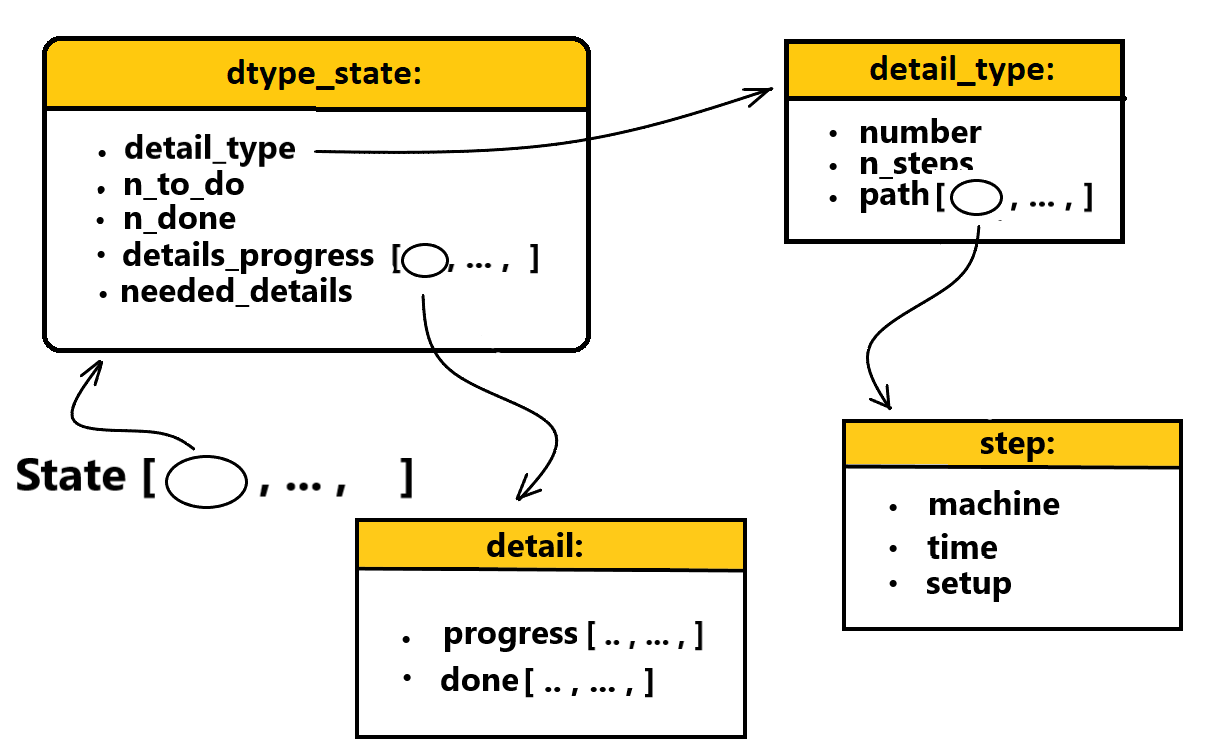 dtype_state:
• detail_type
• n_to_do
• n_done
• details_progress [ , ... , ]
• needed_details
detail_type:
• number
• n_steps
• path [ , ... , ]
State [ , ... , ]
step:
• machine
• time
• setup
detail:
• progress [ .. , ... , ]
• done [ .. , ... , ]